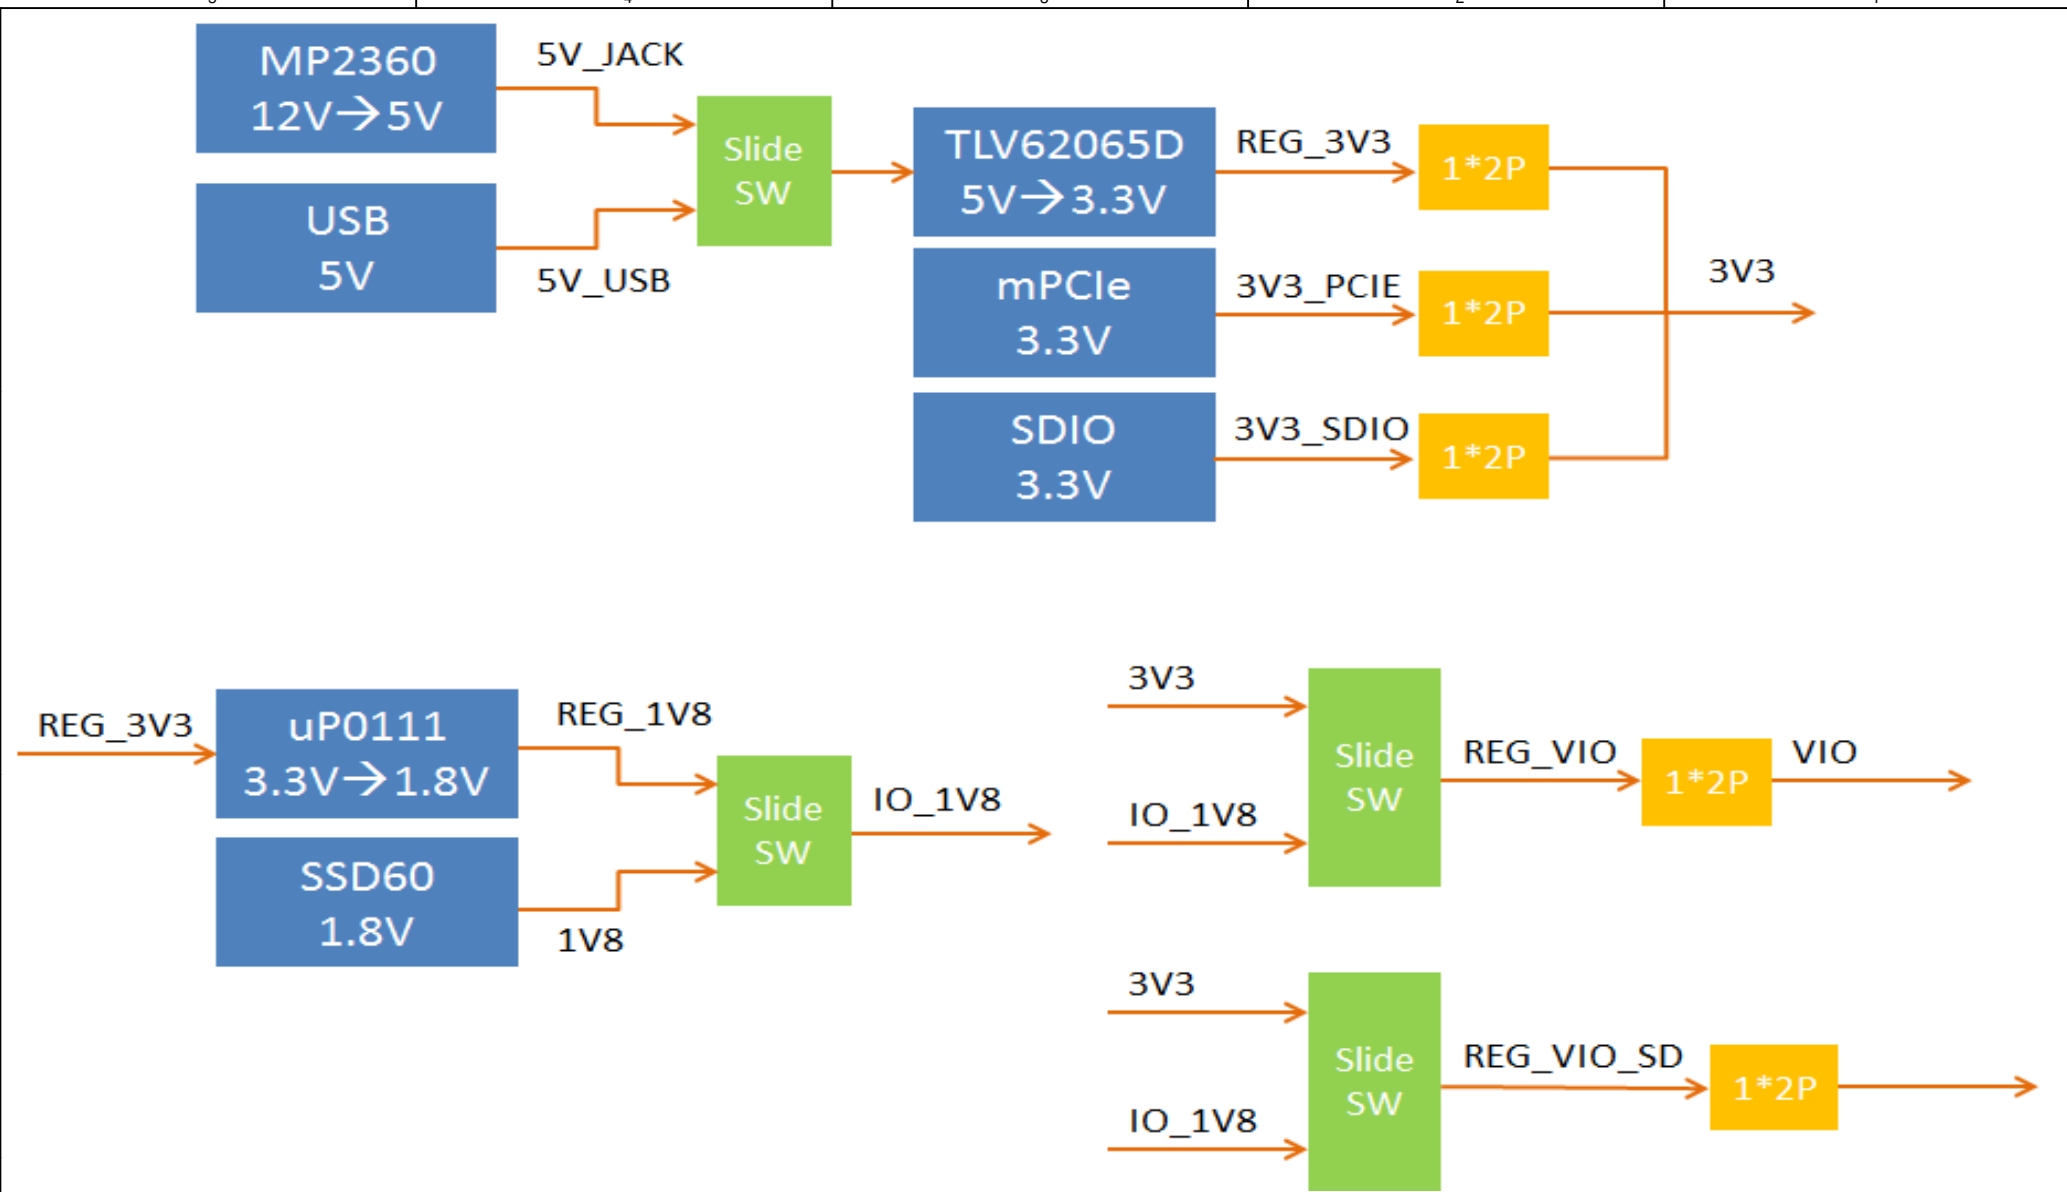 MP2360
12V→5V
5V_JACK
USB
5V
5V_USB
Slide
SW
TLV62065D
5V→3.3V
REG_3V3
1*2P
mPCIe
3.3V
3V3_PCIE
1*2P
3V3
SDIO
3.3V
3V3_SDIO
1*2P
REG_3V3
uP0111
3.3V→1.8V
REG_1V8
SSD60
1.8V
1V8
Slide
SW
IO_1V8
3V3
IO_1V8
Slide
SW
REG_VIO
1*2P
VIO
3V3
IO_1V8
Slide
SW
REG_VIO_SD
1*2P